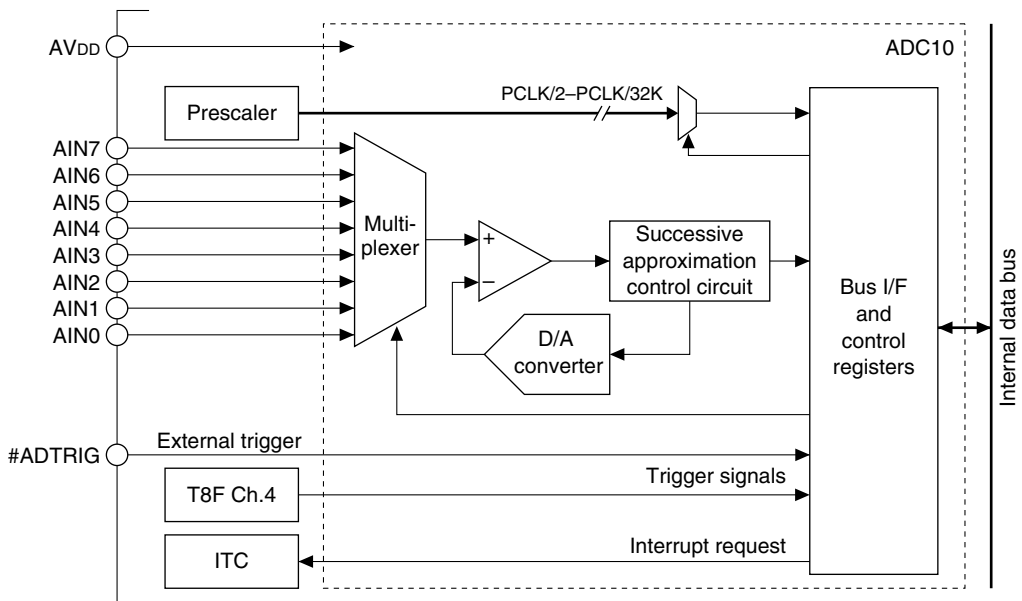 AVDD
ADC10
PCLK/2–PCLK/32K
Prescaler
AIN7
AIN6
AIN5
AIN4
AIN3
AIN2
AIN1
AIN0
Multi-
plexer
+
–
Successive
approximation
control circuit
D/A
converter
Bus I/F
and
control
registers
Internal data bus
#ADTRIG
External trigger
T8F Ch.4
Trigger signals
ITC
Interrupt request